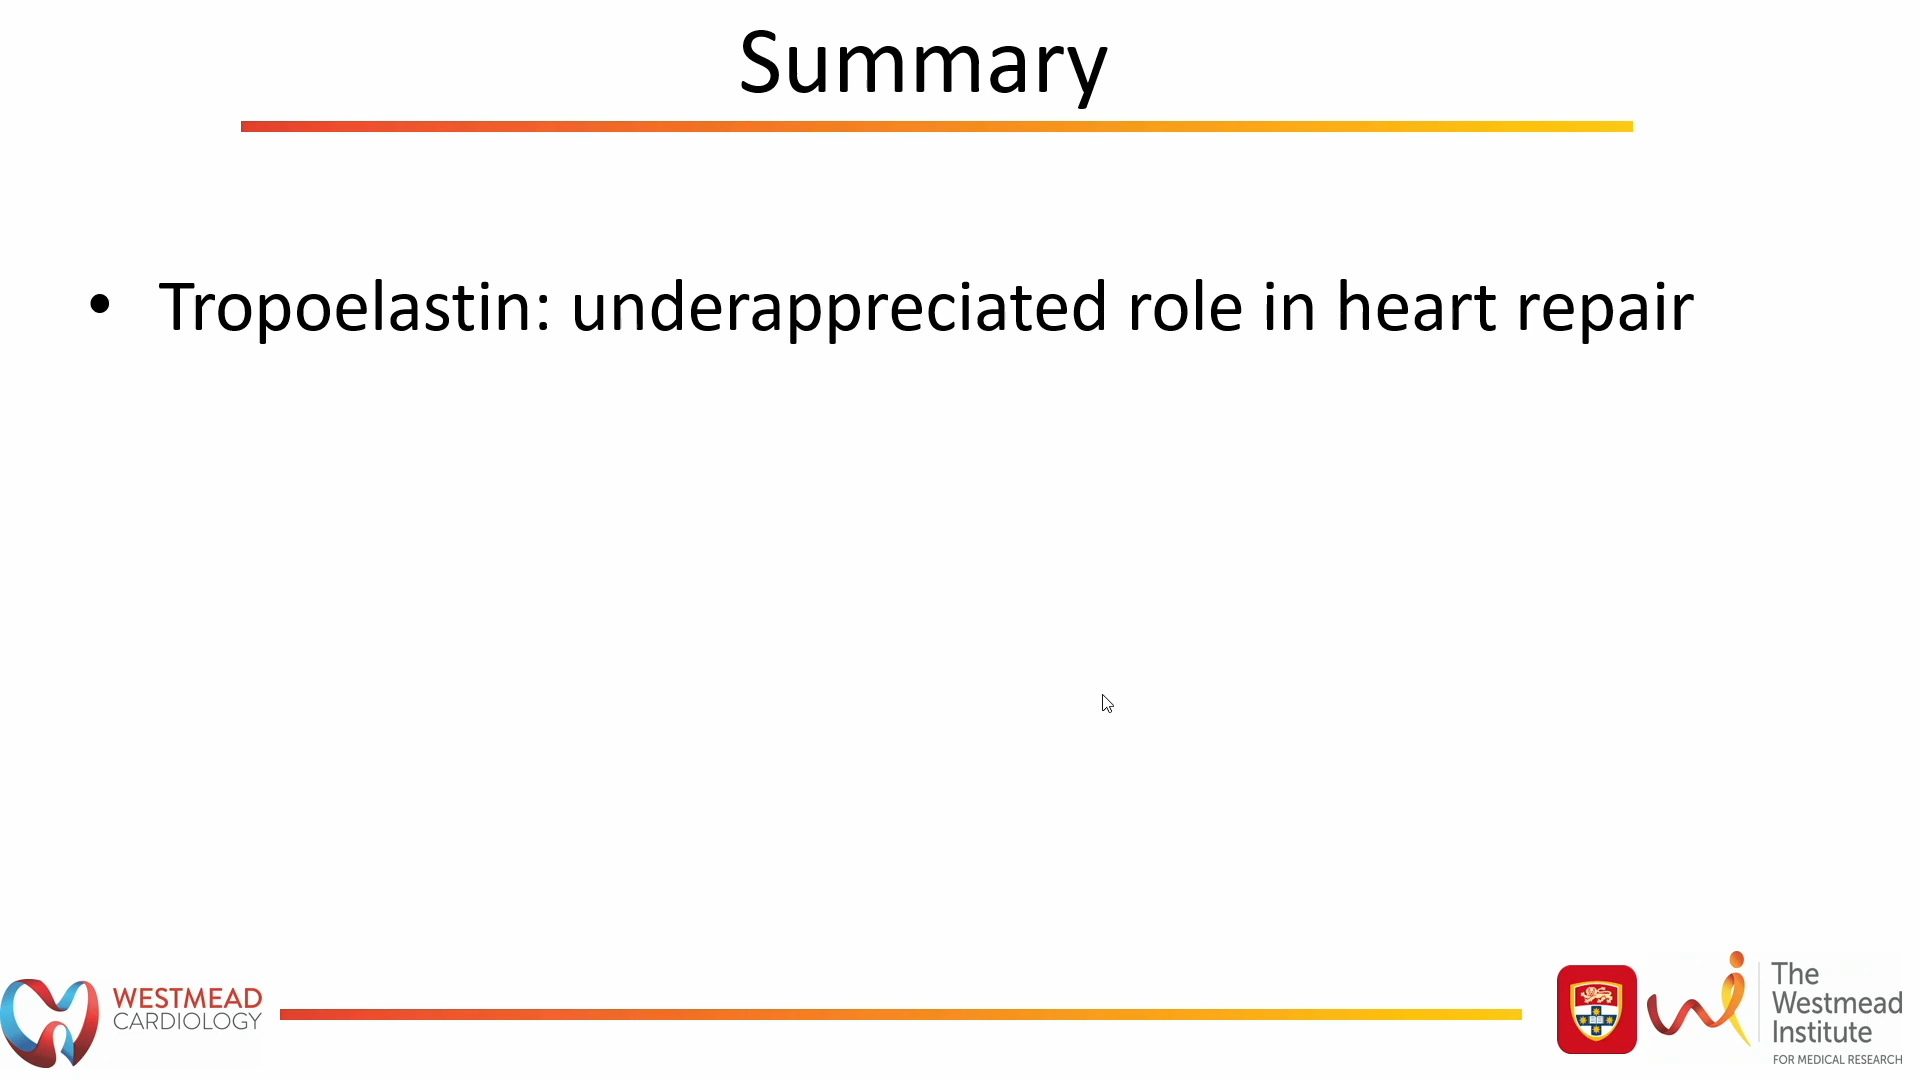 Summary
• Tropoelastin: underappreciated role in heart repair
WESTMEAD
CARDIOLOGY
The
Westmead
Institute
FOR MEDICAL RESEARCH